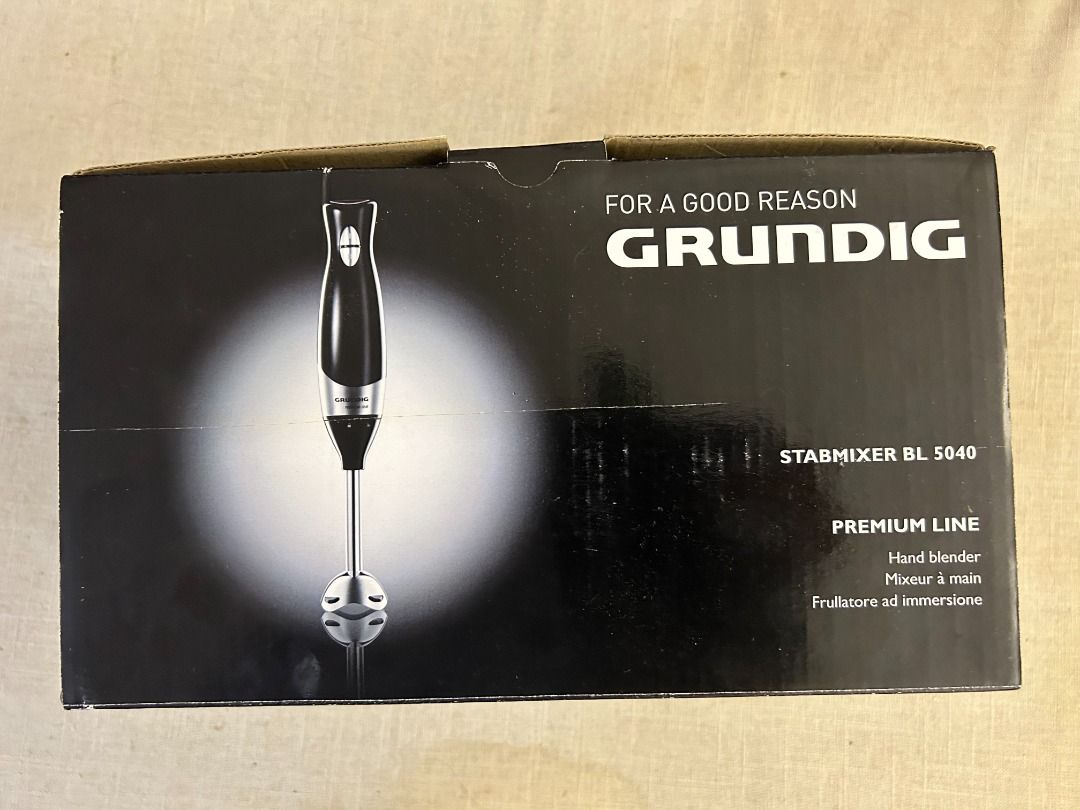 FOR A GOOD REASON
GRUNDIG
GRUNDIG
STABMIXER BL 5040
PREMIUM LINE
Hand blender
Mixeur à main
Frullatore ad immersione